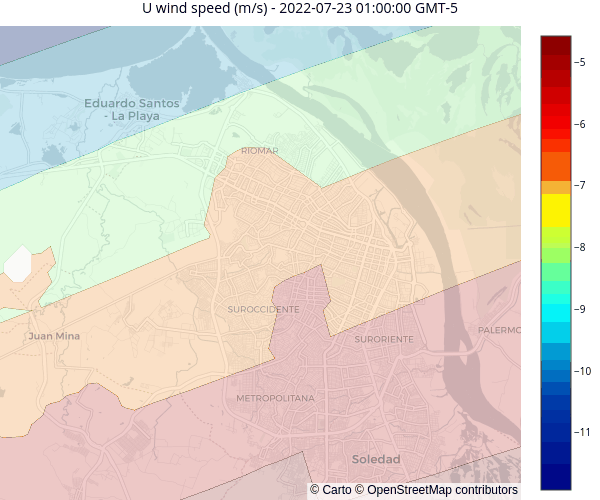 U wind speed (m/s) - 2022-07-23 01:00:00 GMT-5
Eduardo Santos
- La Playa
RIOMAR
SUROCCIDENTE
Juan Mina
SURORIENTE
PALERMO
METROPOLITANA
Soledad
© Carto © OpenStreetMap contributors
−5
−6
−7
−8
−9
−10
−11